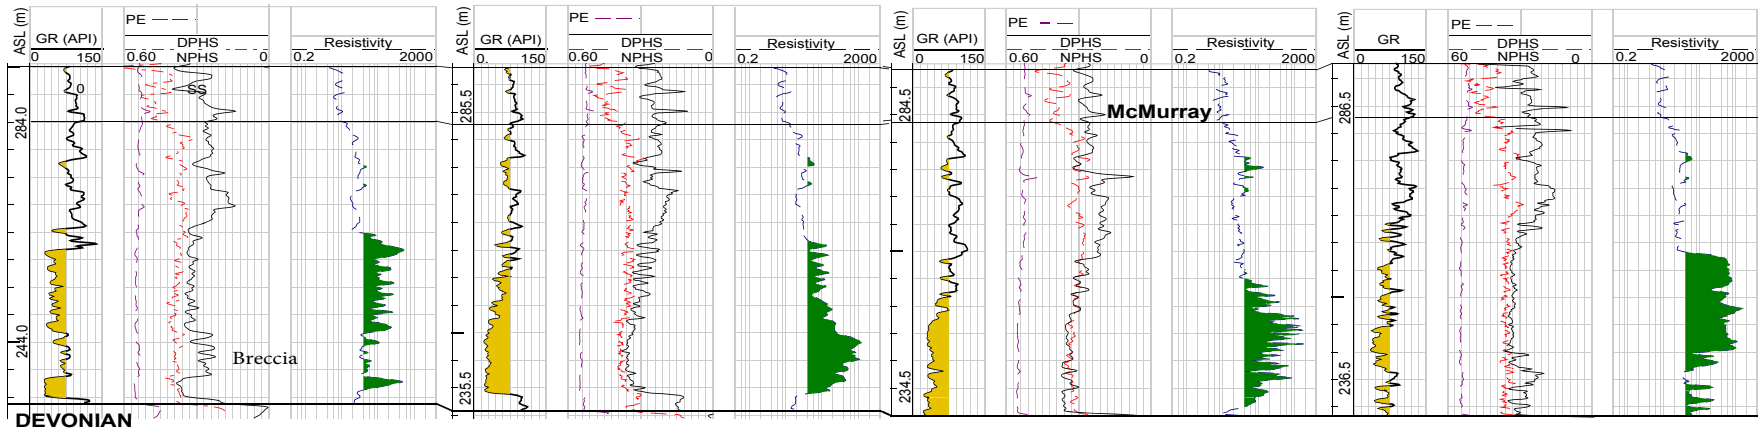 ASL (m)
PE
GR (API)
0
150
DPHS
0.60
NPHS
0
Resistivity
0.2
2000
0
SS
284.0
244.0
Breccia
DEVONIAN
ASL (m)
PE
GR (API)
0.
150
DPHS
0.60
NPHS
0
Resistivity
0.2
2000
285.5
235.5
ASL (m)
PE
GR (API)
0
150
DPHS
0.60
NPHS
0
Resistivity
0.2
2000
McMurray
284.5
234.5
ASL (m)
PE
GR
0
150
DPHS
60
NPHS
0
Resistivity
0.2
2000
286.5
236.5